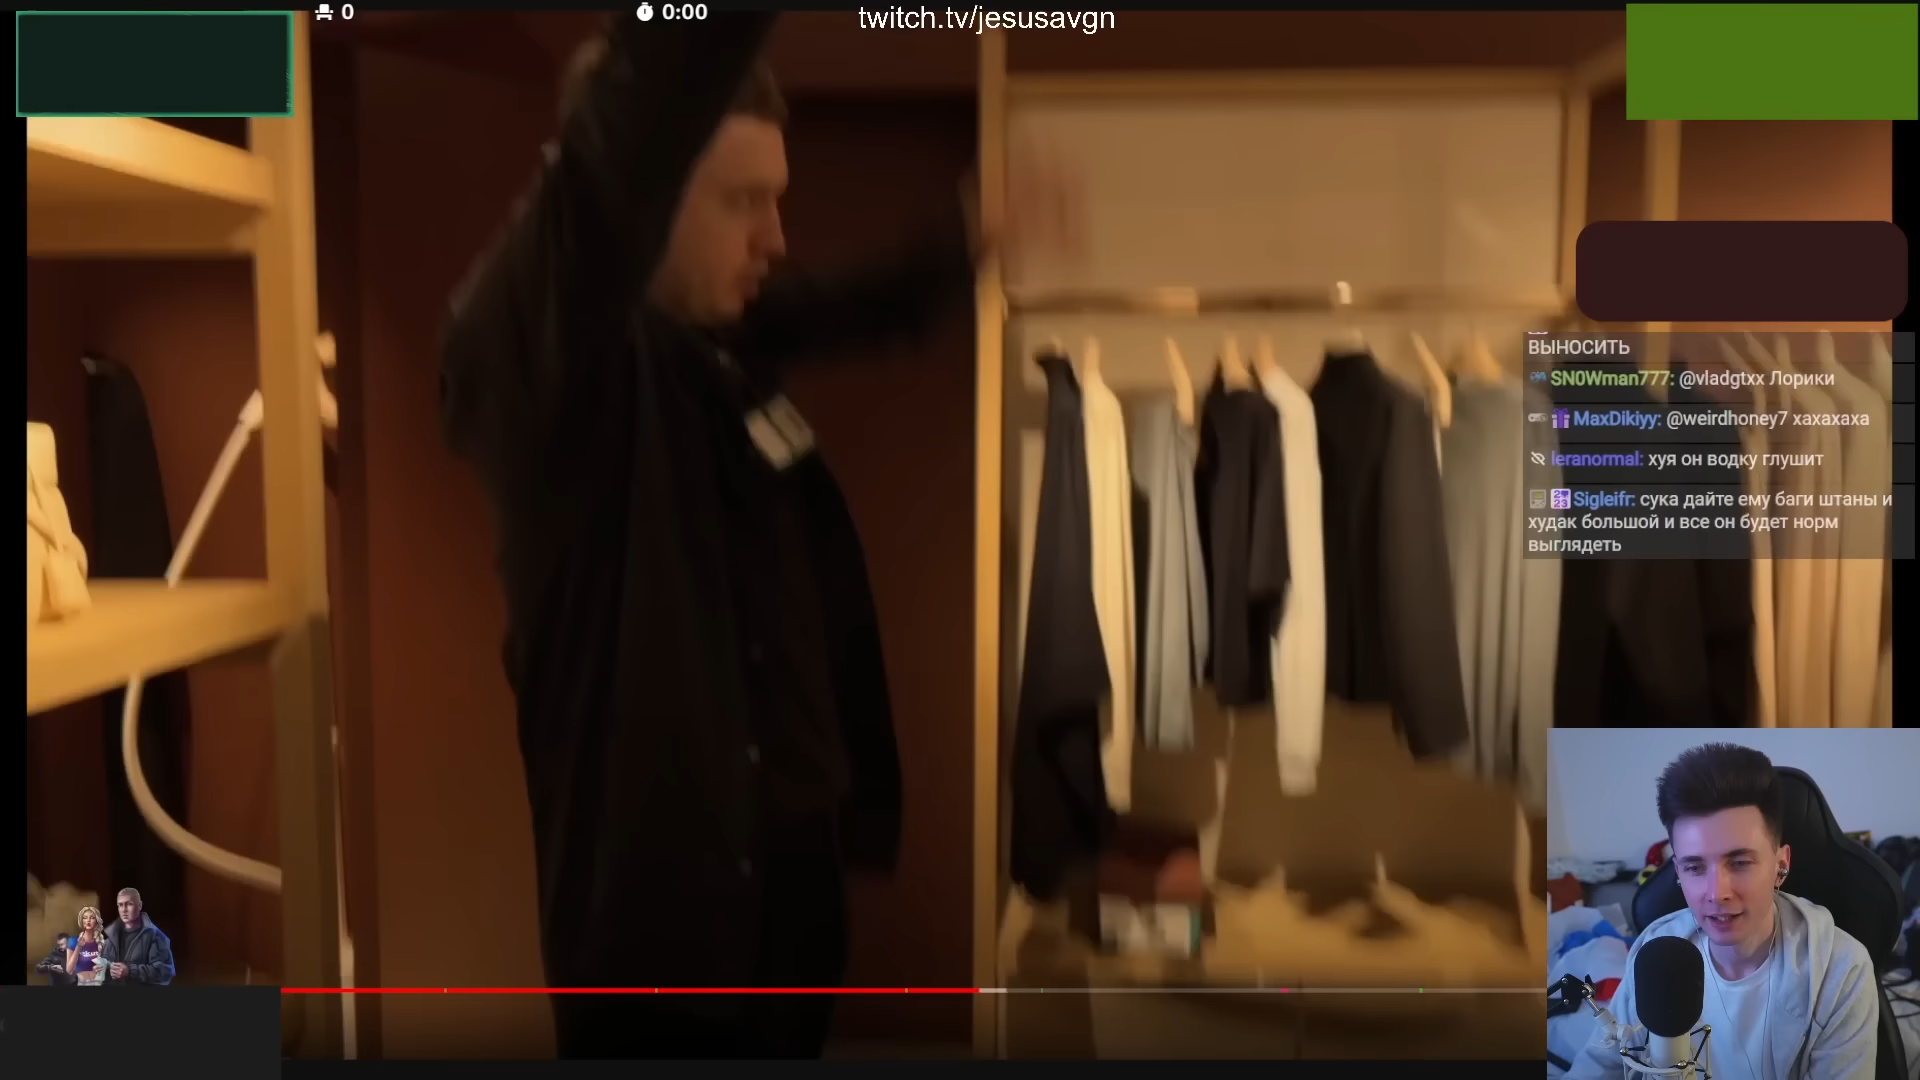 0
0:00
twitch.tv/jesusavgn
ВЫНОСИТЬ
SN0Wman777: @vladgtxx Лорики
MaxDikiyy: @weirdhoney7 хахахаха
leranormal: хуя он водку глушит
Sigleifr: сука дайте ему баги штаны и
худак большой и все он будет норм
выглядеть